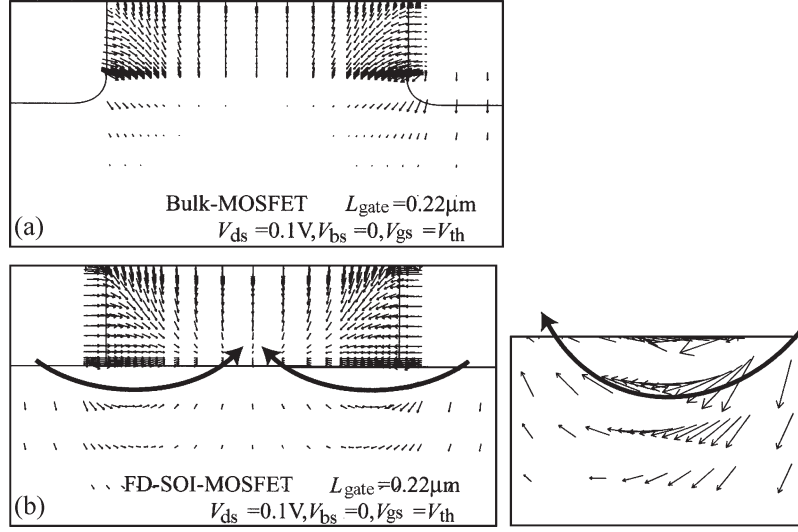 (a)
Bulk-MOSFET Lgate =0.22μm
Vds =0.1V,Vbs =0,Vgs =Vth
(b)
FD-SOI-MOSFET Lgate =0.22μm
Vds =0.1V,Vbs =0,Vgs =Vth